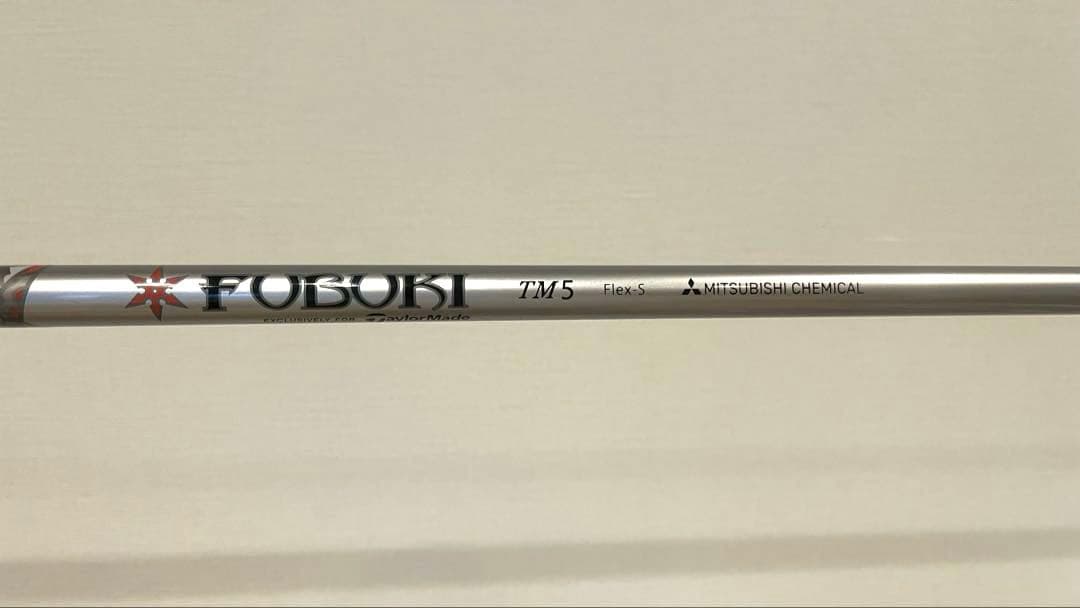 FUBUKI TM5 Flex-S MITSUBISHI CHEMICAL
EXCLUSIVELY FOR TaylorMade